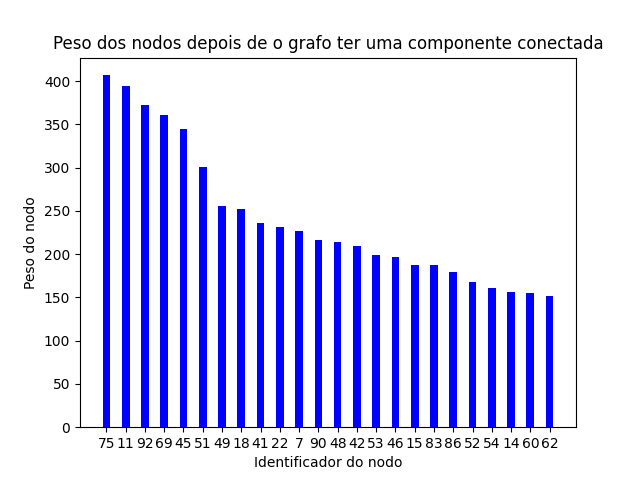 Peso dos nodos depois de o grafo ter uma componente conectada
400
350
300
250
200
150
100
50
0
Peso do nodo
75 11 92 69 45 51 49 18 41 22 7 90 48 42 53 46 15 83 86 52 54 14 60 62
Identificador do nodo